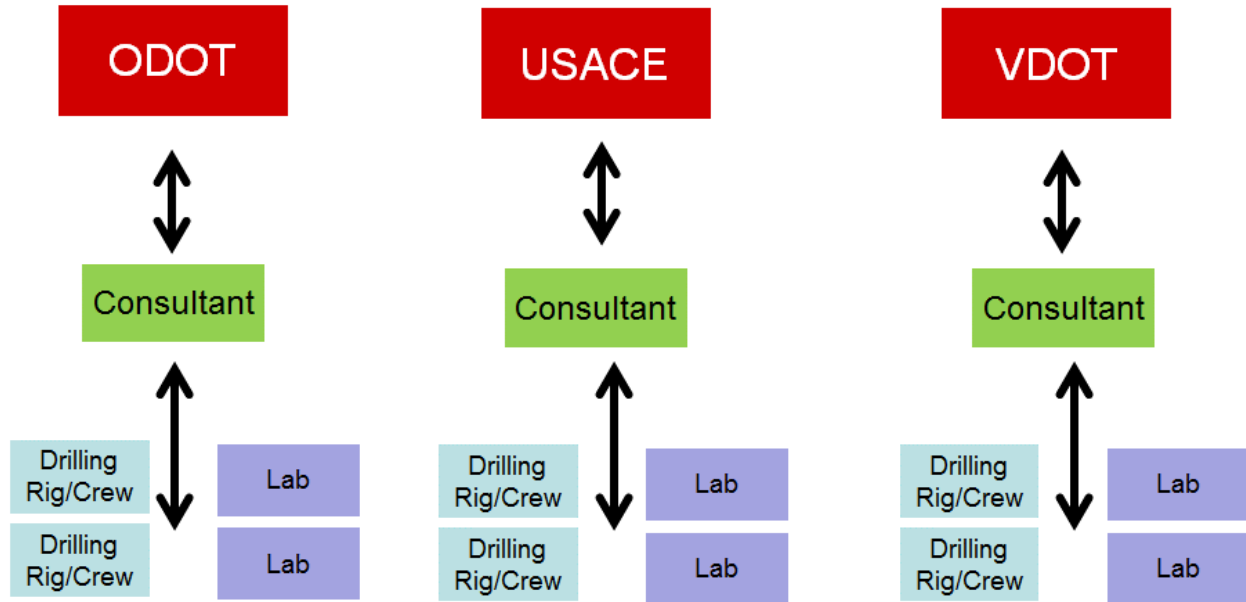 ODOT
USACE
VDOT
Consultant
Consultant
Consultant
Drilling
Rig/Crew
Lab
Drilling
Rig/Crew
Lab
Drilling
Rig/Crew
Lab
Drilling
Rig/Crew
Lab
Drilling
Rig/Crew
Lab
Drilling
Rig/Crew
Lab